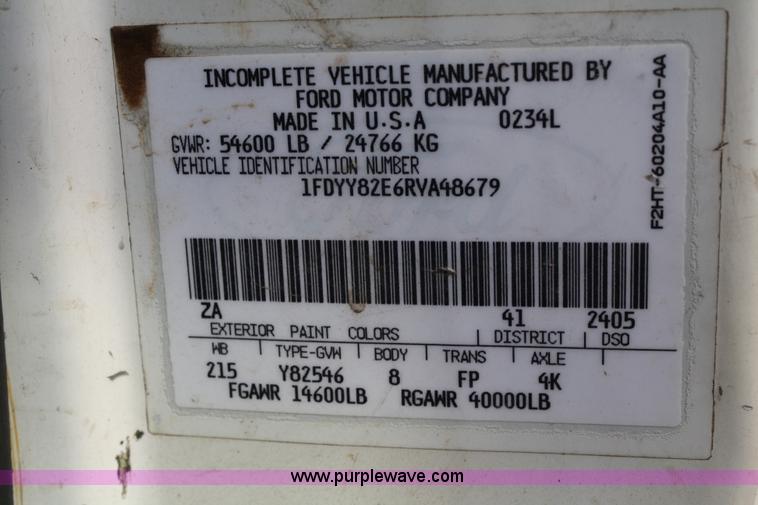 INCOMPLETE VEHICLE MANUFACTURED BY
FORD MOTOR COMPANY
MADE IN U.S.A 0234L
GVWR: 54600 LB / 24766 KG
VEHICLE IDENTIFICATION NUMBER
1FDYY82E6RVA48679
F2HT-60204A10-AA
ZA 41 2405
EXTERIOR PAINT COLORS DISTRICT DSO
WB TYPE-GVW BODY TRANS AXLE
215 Y82546 8 FP 4K
FGAWR 14600LB RGAWR 40000LB
www.purplewave.com